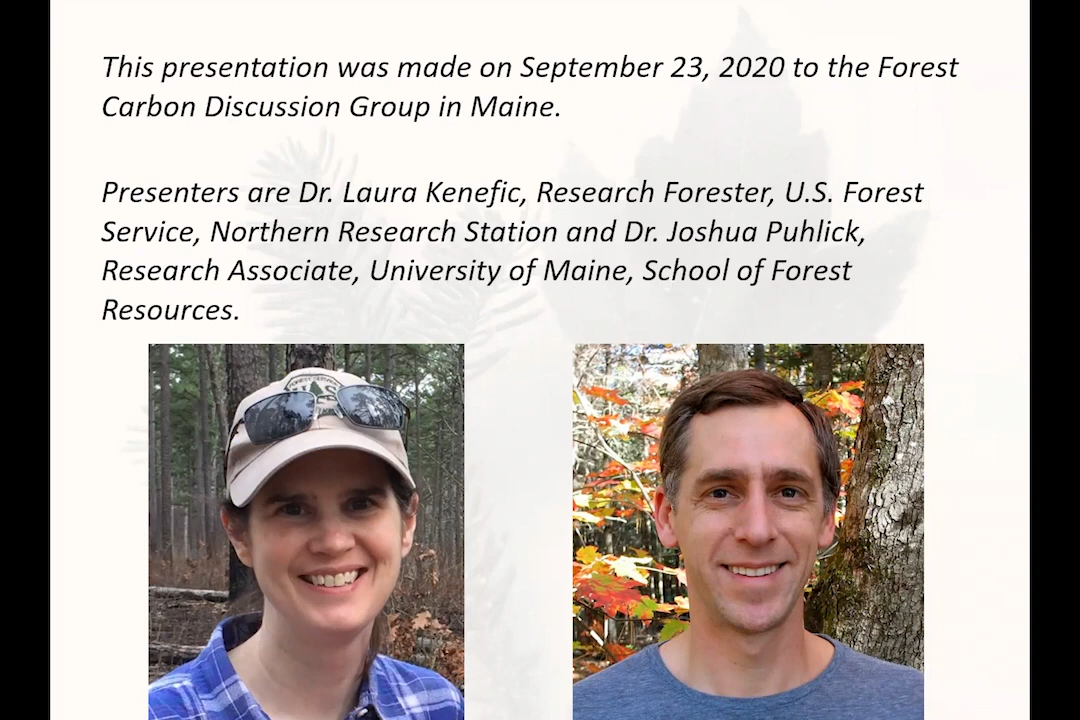 This presentation was made on September 23, 2020 to the Forest
Carbon Discussion Group in Maine.
Presenters are Dr. Laura Kenefic, Research Forester, U.S. Forest
Service, Northern Research Station and Dr. Joshua Puhlick,
Research Associate, University of Maine, School of Forest
Resources.